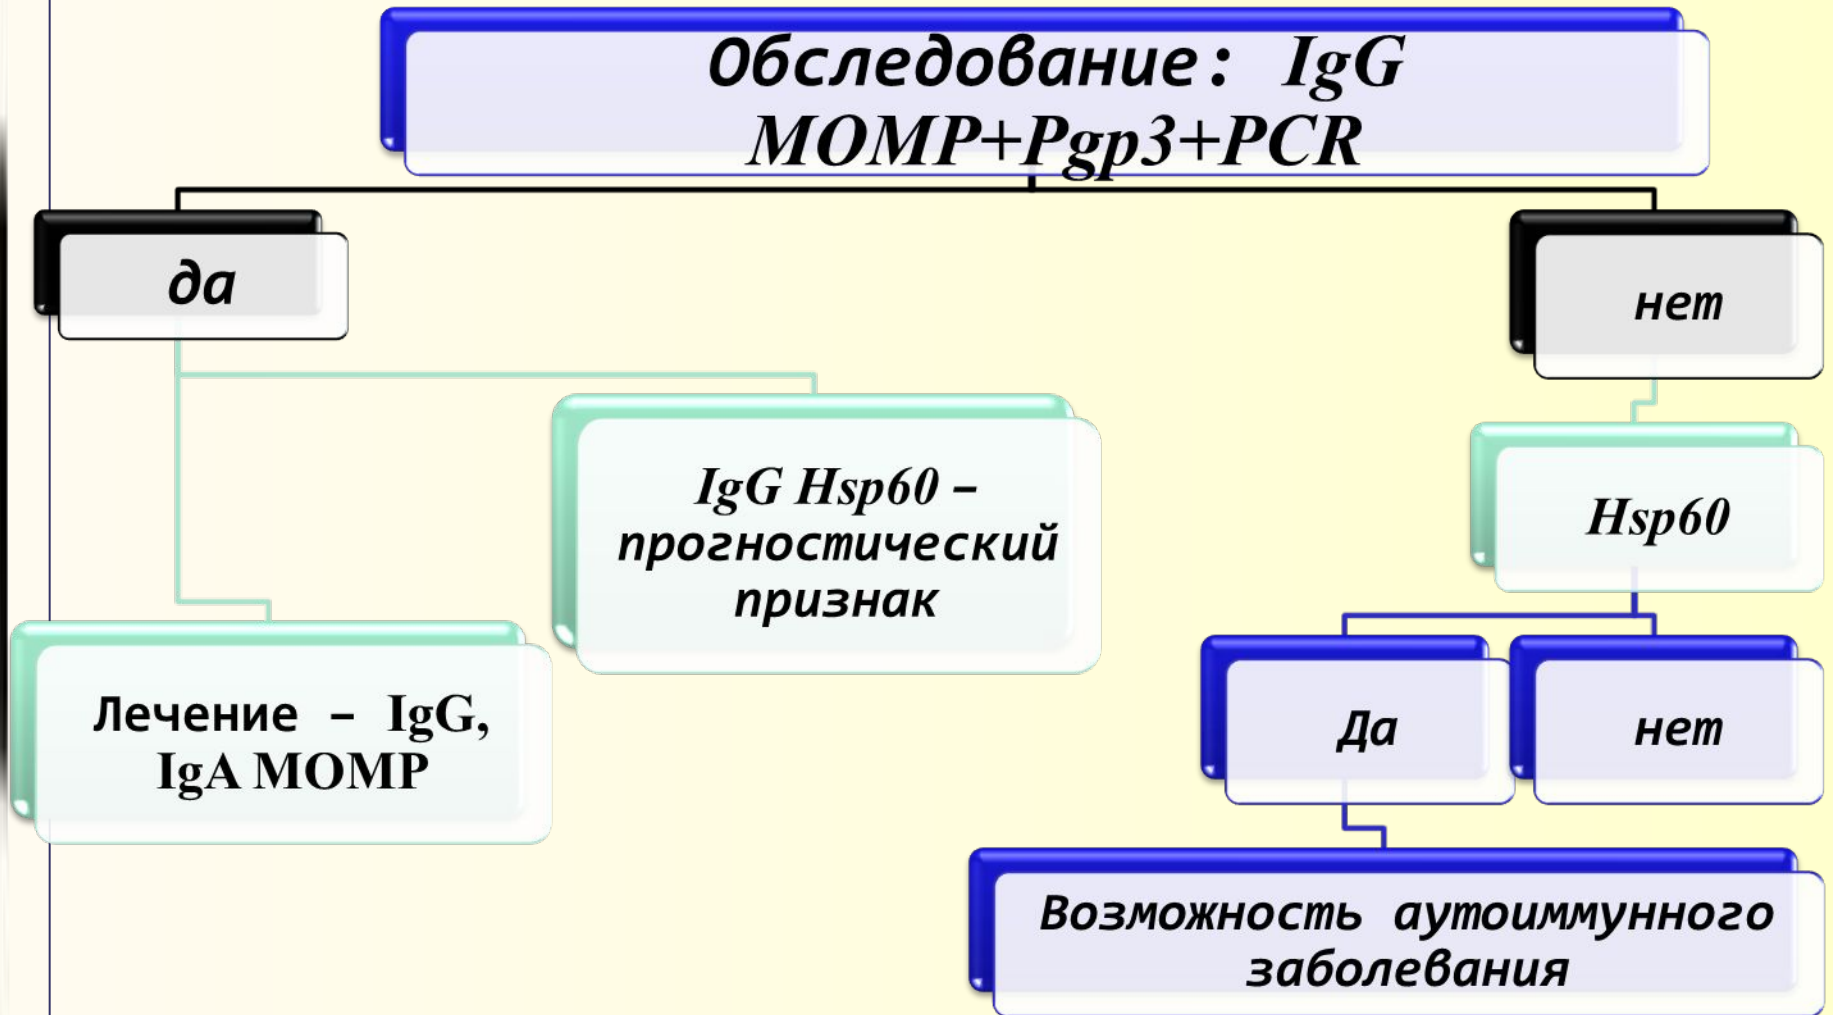 Обследование: IgG
MOMP+Pgp3+PCR
да
нет
IgG Hsp60 –
прогностический
признак
Hsp60
Лечение – IgG,
IgA MOMP
Да
нет
Возможность аутоиммунного
заболевания